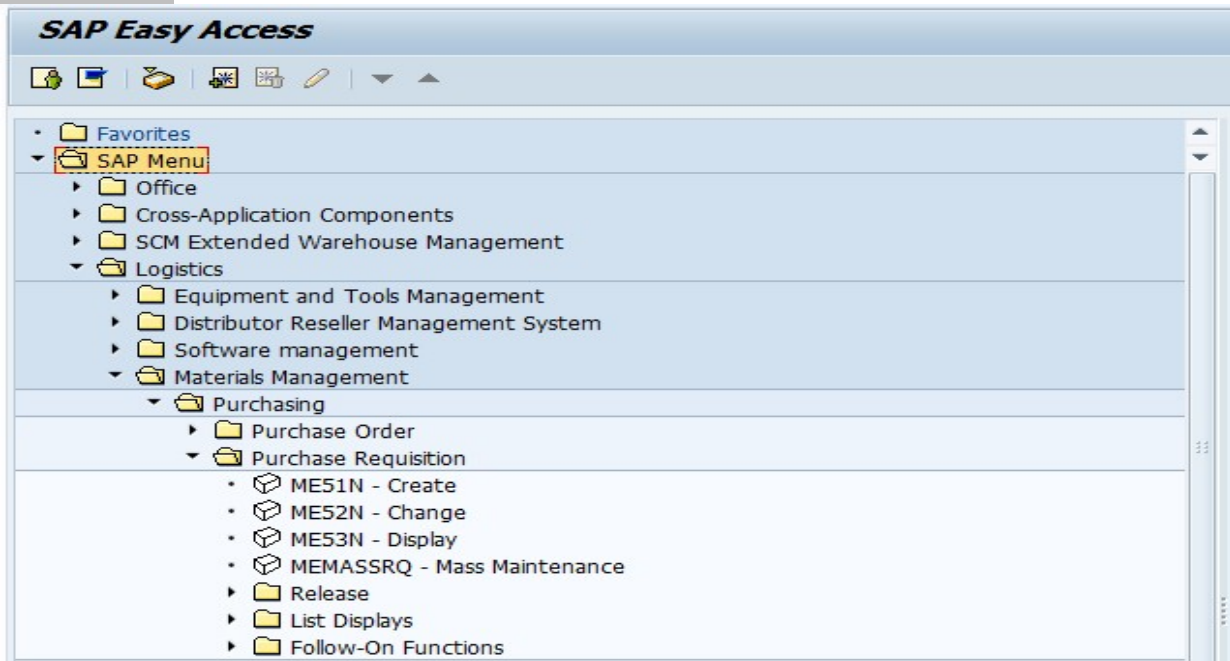 SAP Easy Access
Favorites
SAP Menu
Office
Cross-Application Components
SCM Extended Warehouse Management
Logistics
Equipment and Tools Management
Distributor Reseller Management System
Software management
Materials Management
Purchasing
Purchase Order
Purchase Requisition
ME51N - Create
ME52N - Change
ME53N - Display
MEMASSRQ - Mass Maintenance
Release
List Displays
Follow-On Functions